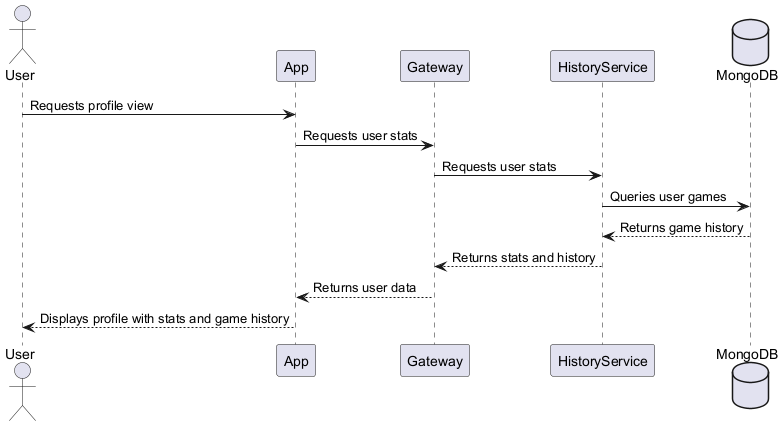 User
App
Gateway
HistoryService
MongoDB
Requests profile view
Requests user stats
Requests user stats
Queries user games
Returns game history
Returns stats and history
Returns user data
Displays profile with stats and game history
User
App
Gateway
HistoryService
MongoDB